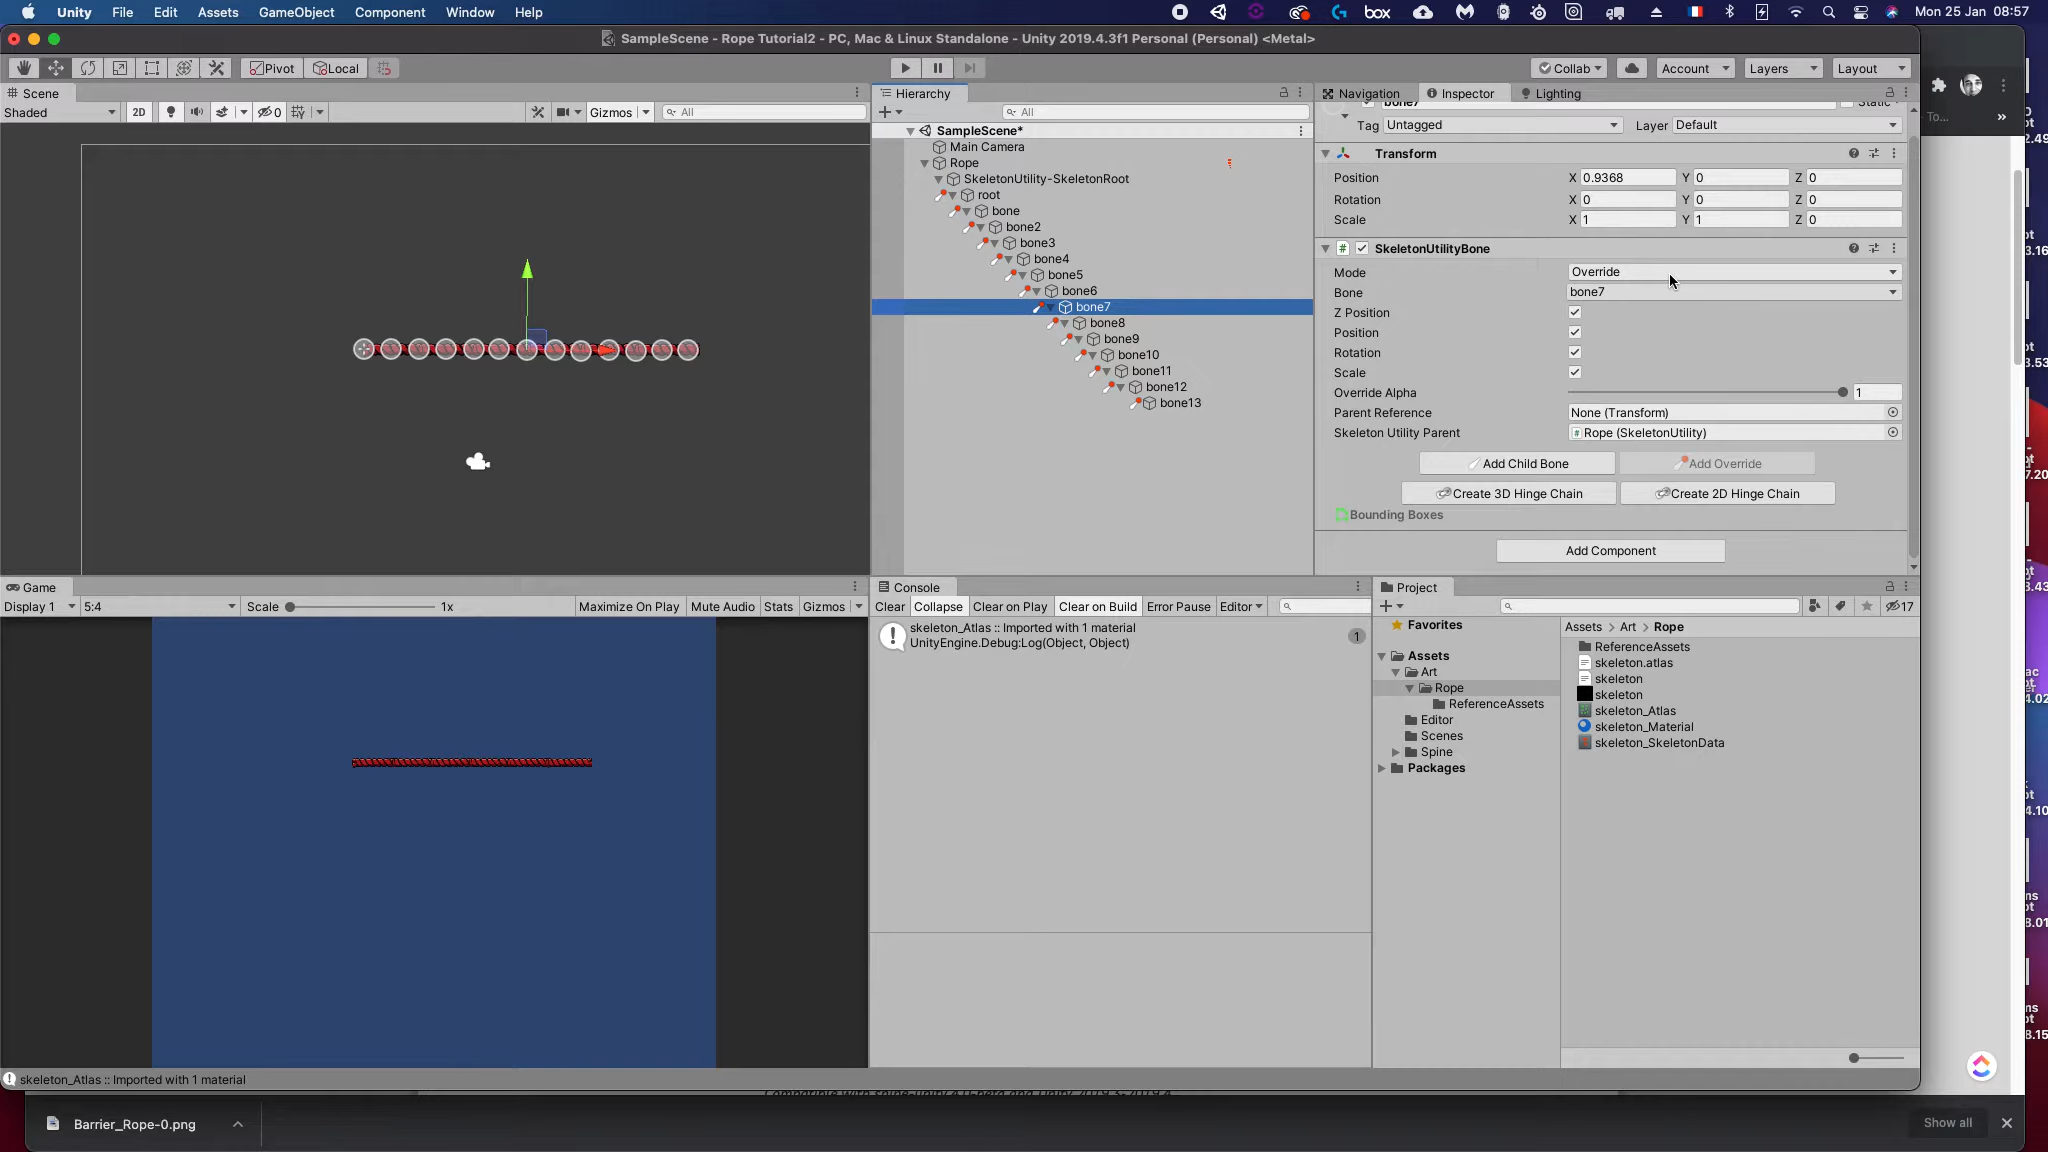 Unity File Edit Assets GameObject Component Window Help
box
Mon 25 Jan 08:57
SampleScene - Rope Tutorial2 - PC, Mac & Linux Standalone - Unity 2019.4.3f1 Personal (Personal) <Metal>
Pivot Local
Collab Account Layers Layout
Scene
Shaded 2D 0 Gizmos All
Hierarchy
All
SampleScene*
Main Camera
Rope
SkeletonUtility-SkeletonRoot
root
bone
bone2
bone3
bone4
bone5
bone6
bone7
bone8
bone9
bone10
bone11
bone12
bone13
Navigation Inspector Lighting
bone7 Static
Tag Untagged Layer Default
Transform
Position X 0.9368 Y 0 Z 0
Rotation X 0 Y 0 Z 0
Scale X 1 Y 1 Z 0
# SkeletonUtilityBone
Mode Override
Bone bone7
Z Position
Position
Rotation
Scale
Override Alpha 1
Parent Reference None (Transform)
Skeleton Utility Parent Rope (SkeletonUtility)
Add Child Bone Add Override
Create 3D Hinge Chain Create 2D Hinge Chain
Bounding Boxes
Add Component
Game
Display 1 5:4 Scale 1x Maximize On Play Mute Audio Stats Gizmos
Console
Clear Collapse Clear on Play Clear on Build Error Pause Editor
skeleton_Atlas :: Imported with 1 material
UnityEngine.Debug:Log(Object, Object)
1
Project
17
Favorites
Assets
Art
Rope
ReferenceAssets
Editor
Scenes
Spine
Packages
Assets > Art > Rope
ReferenceAssets
skeleton.atlas
skeleton
skeleton
skeleton_Atlas
skeleton_Material
skeleton_SkeletonData
skeleton_Atlas :: Imported with 1 material
Barrier_Rope-0.png
Show all
To...